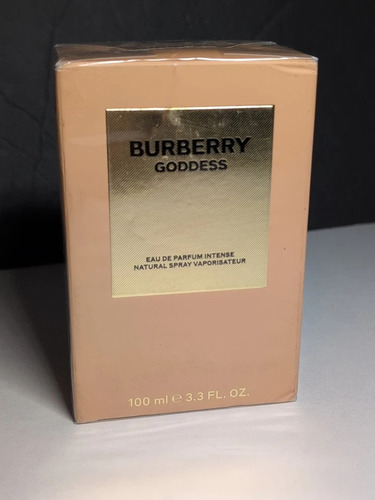 BURBERRY
GODDESS
EAU DE PARFUM INTENSE
NATURAL SPRAY VAPORISATEUR
100 ml ℮ 3.3 FL. OZ.